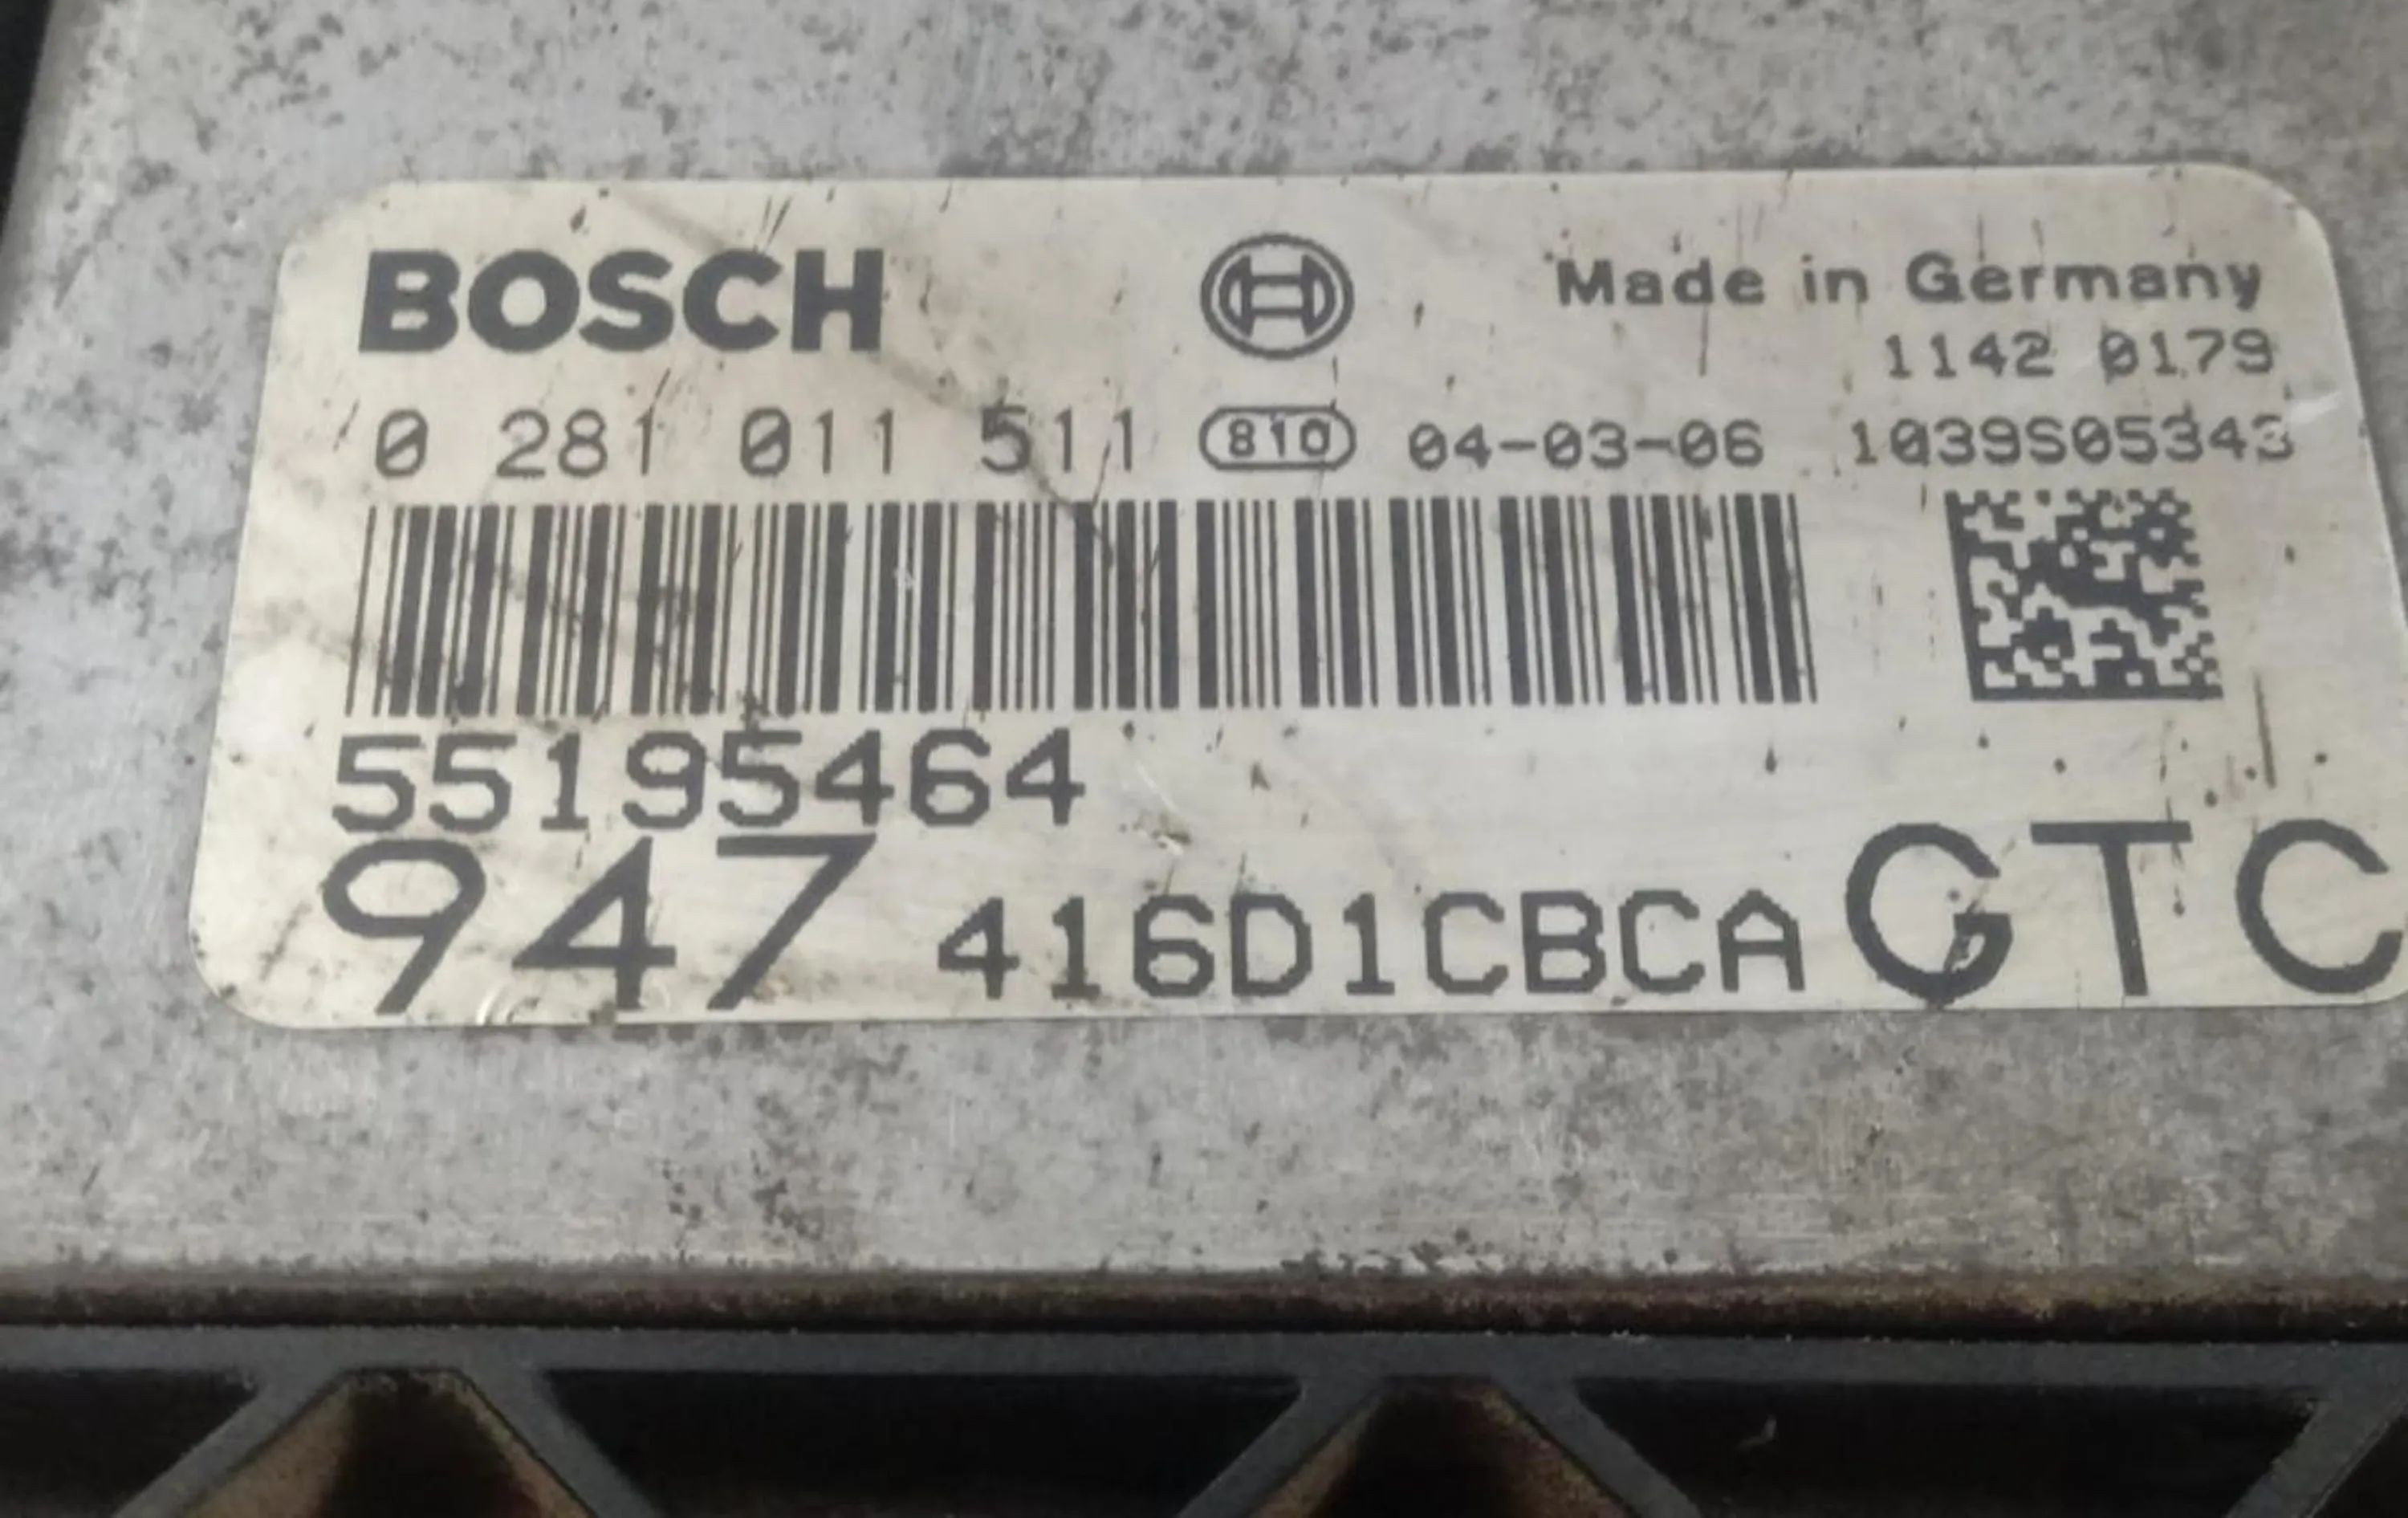 BOSCH Made in Germany
1142 0179
0 281 011 511 810 04-03-06 1039S05343
55195464
947 416D1CBCA GTC